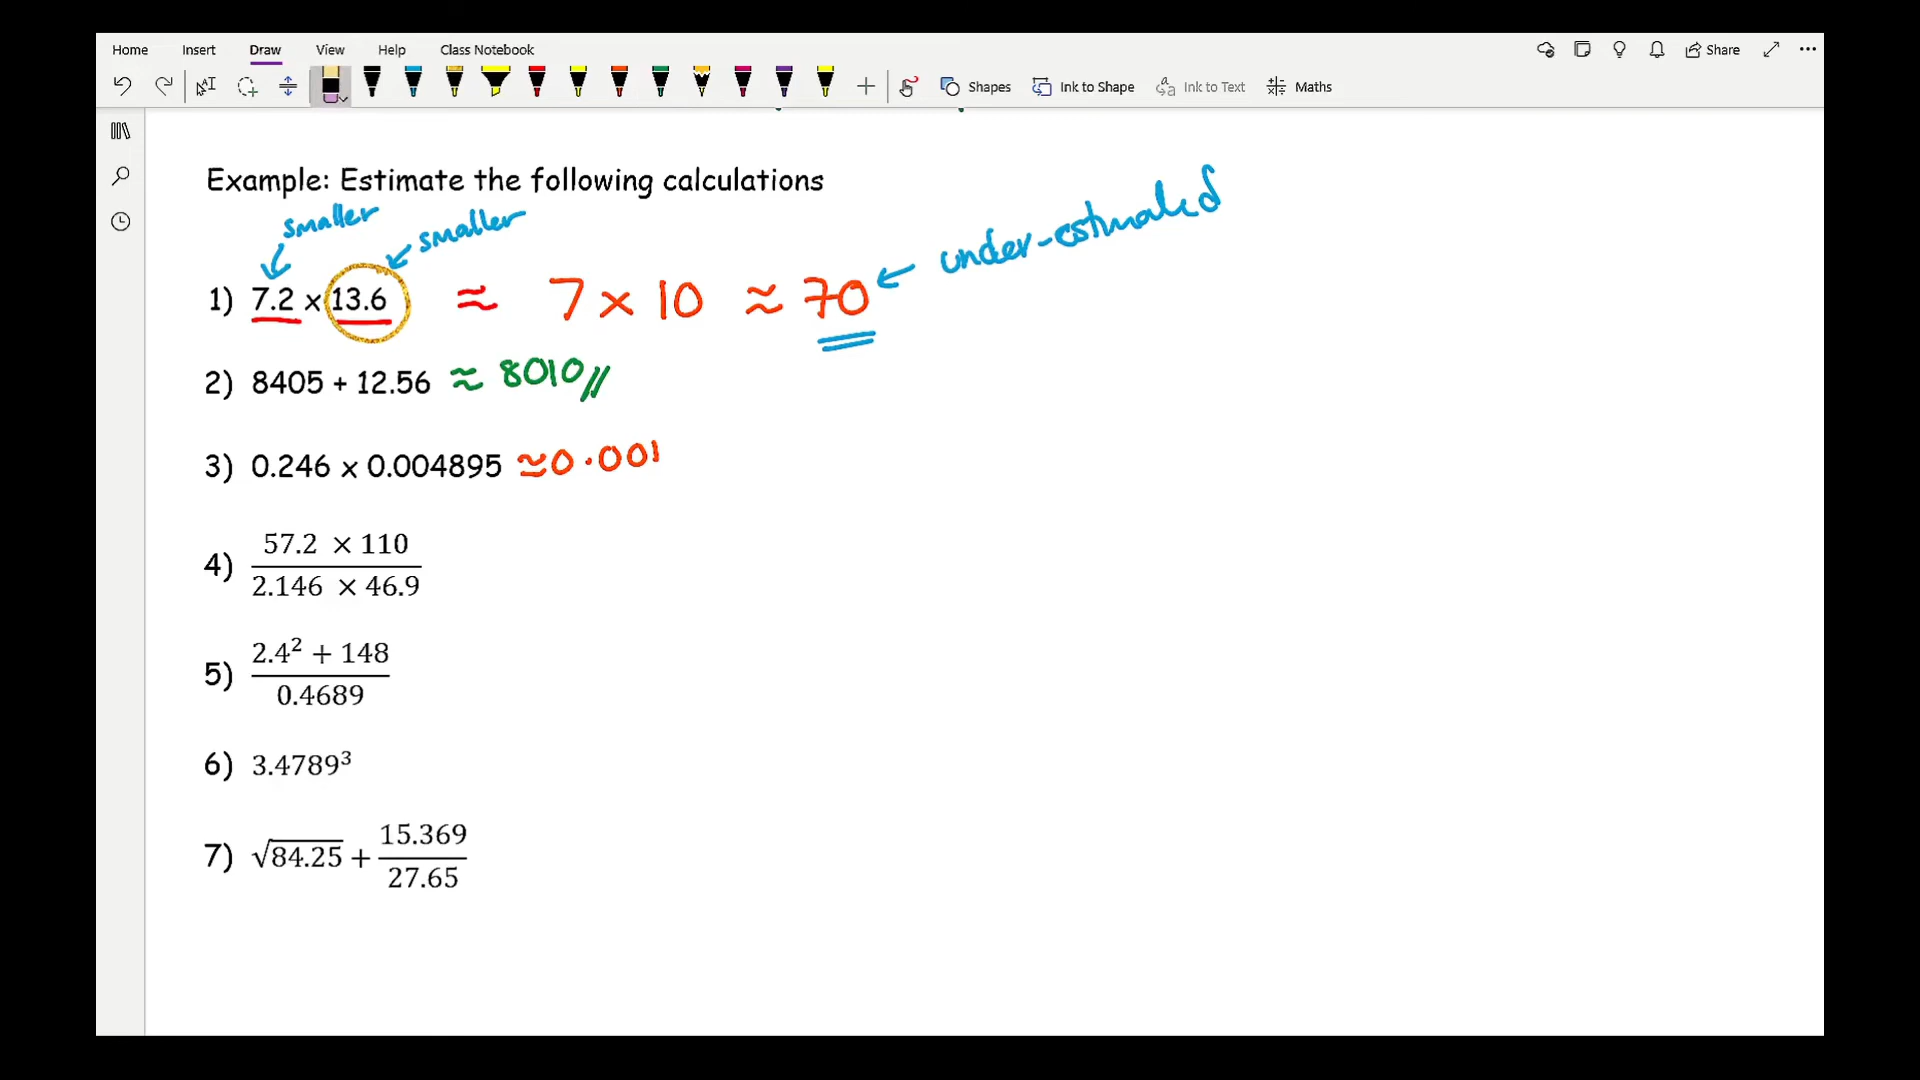 Home Insert Draw View Help Class Notebook Share
Shapes Ink to Shape Ink to Text Maths
Example: Estimate the following calculations
smaller smaller under-estimated
1) 7.2 x 13.6 ≈ 7 x 10 ≈ 70
2) 8405 + 12.56 ≈ 8010
3) 0.246 x 0.004895 ≈ 0.001
4) 57.2 × 110
2.146 × 46.9
5) 2.4² + 148
0.4689
6) 3.4789³
7) √84.25 + 15.369
27.65